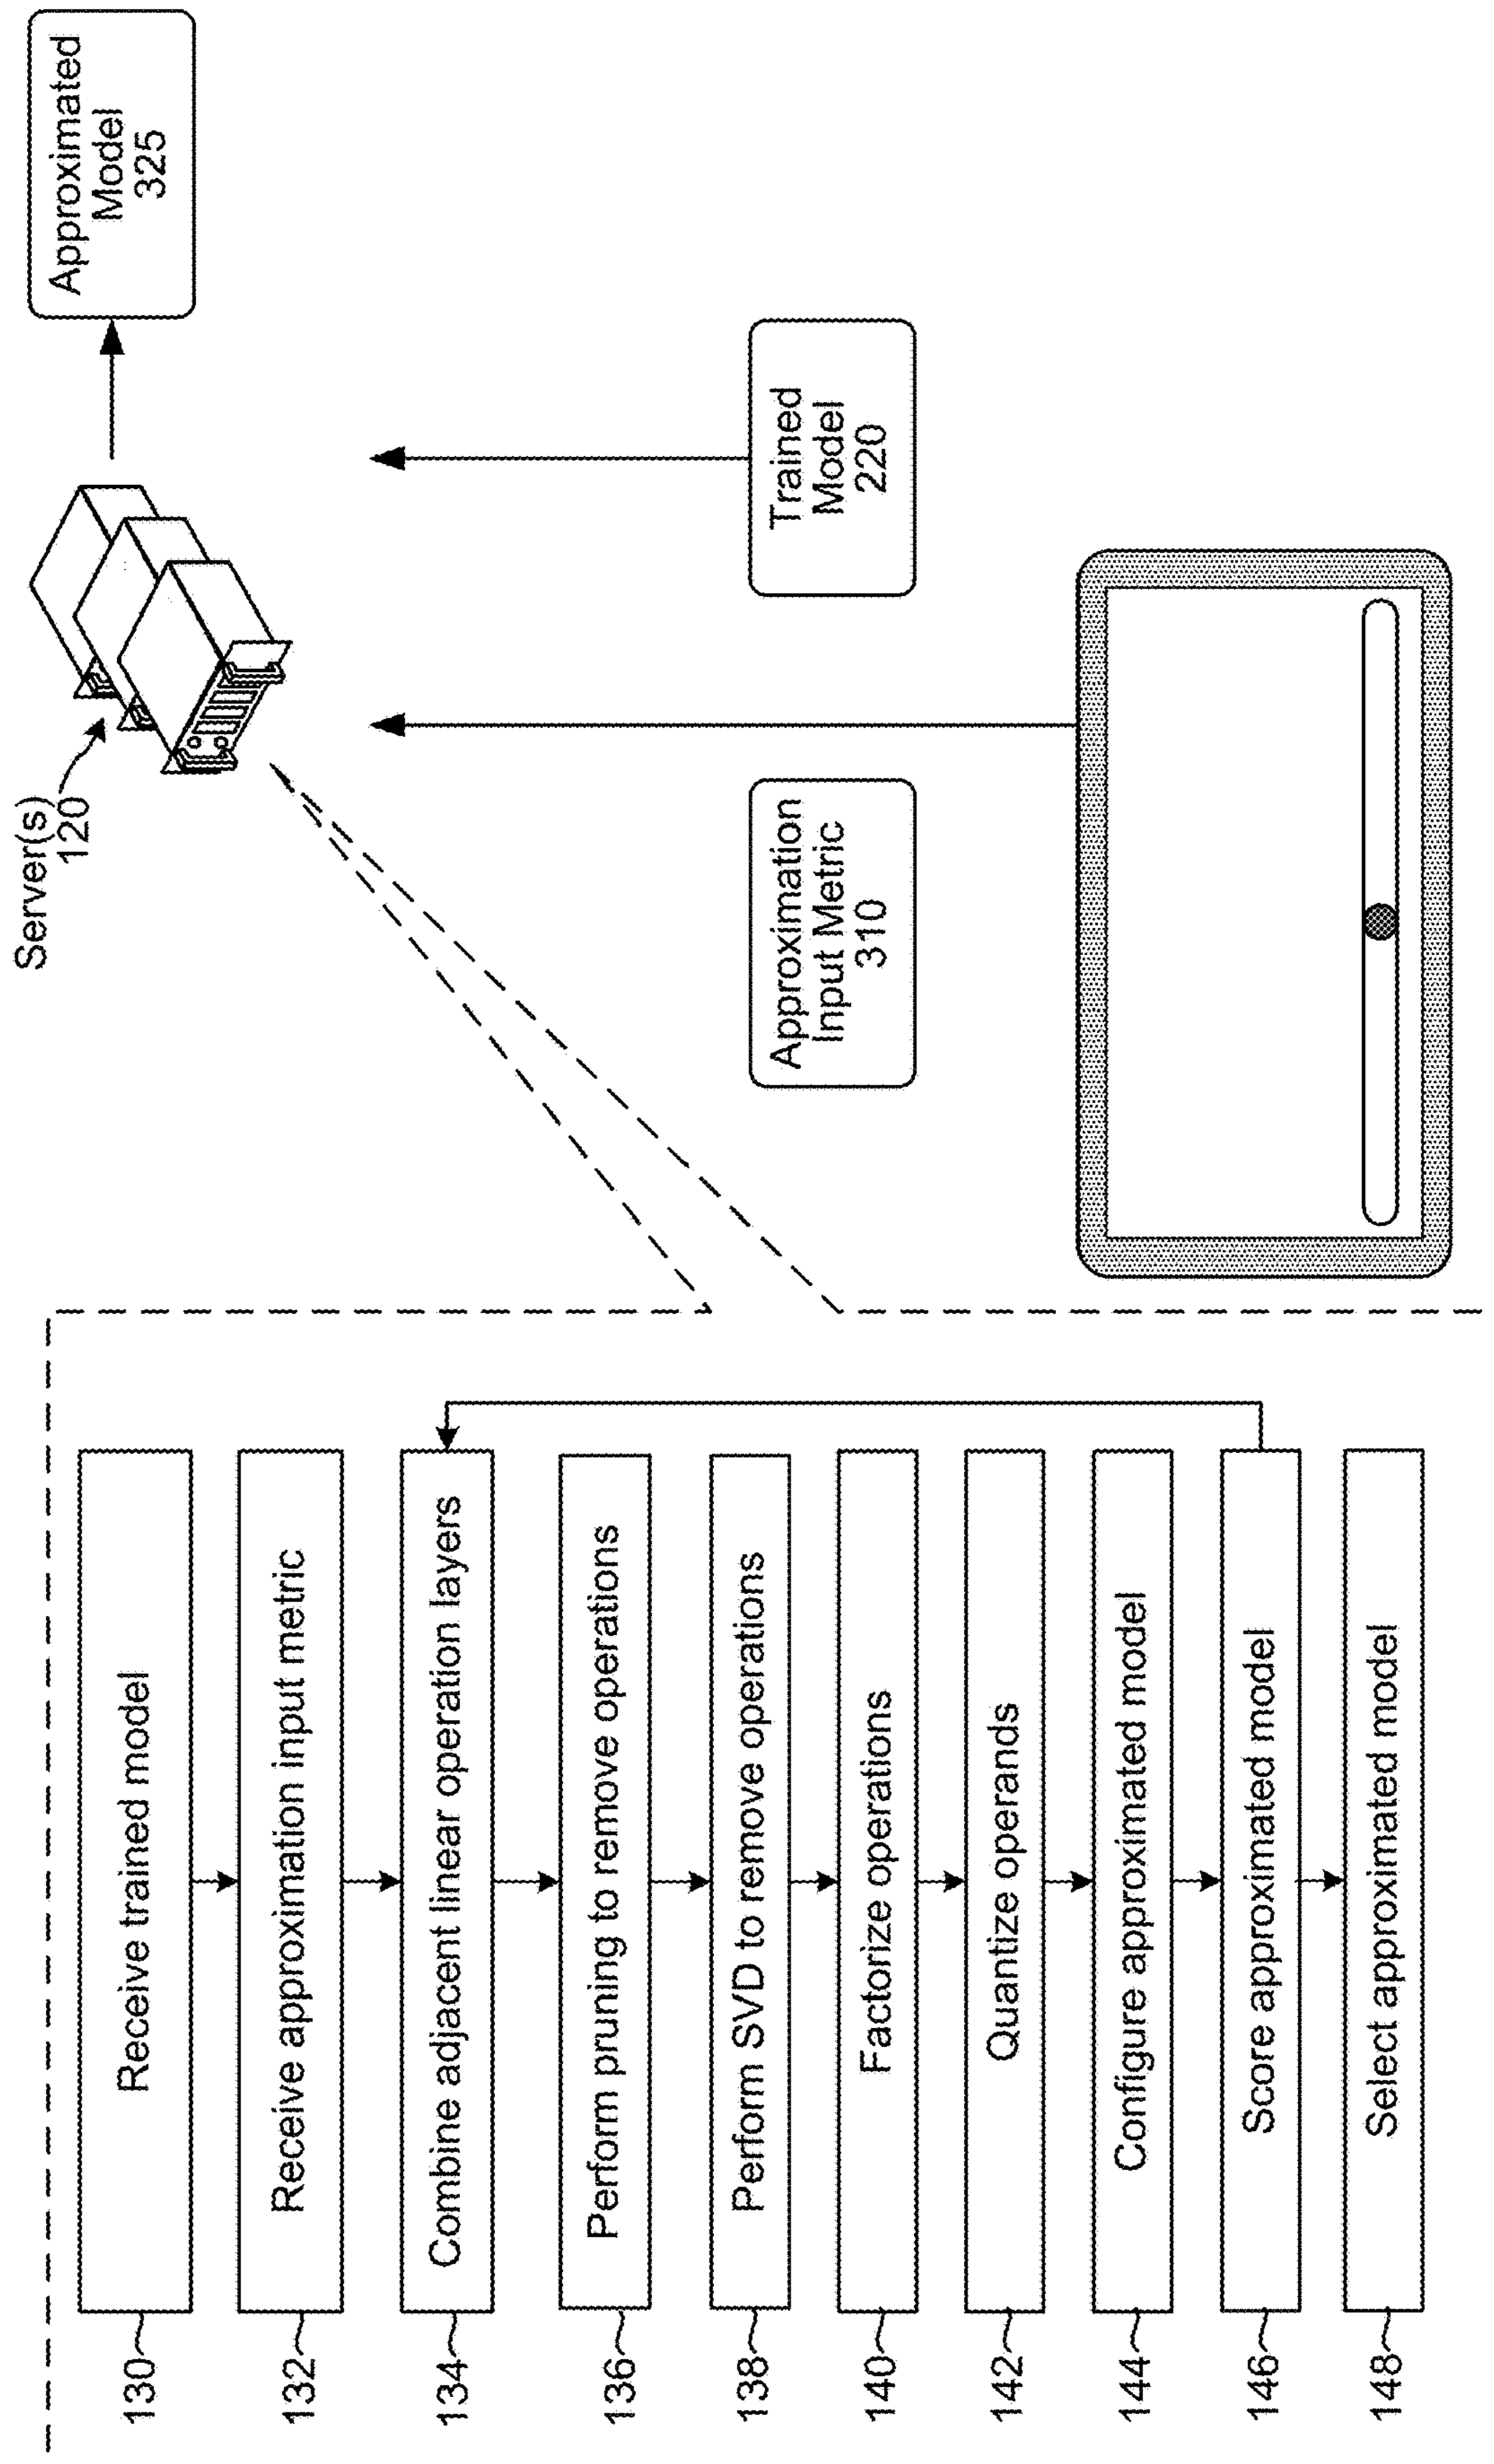 130
Receive trained model
132
Receive approximation input metric
134
Combine adjacent linear operation layers
136
Perform pruning to remove operations
138
Perform SVD to remove operations
140
Factorize operations
142
Quantize operands
144
Configure approximated model
146
Score approximated model
148
Select approximated model
Server(s)
120
Approximated
Model
325
Approximation
Input Metric
310
Trained
Model
220